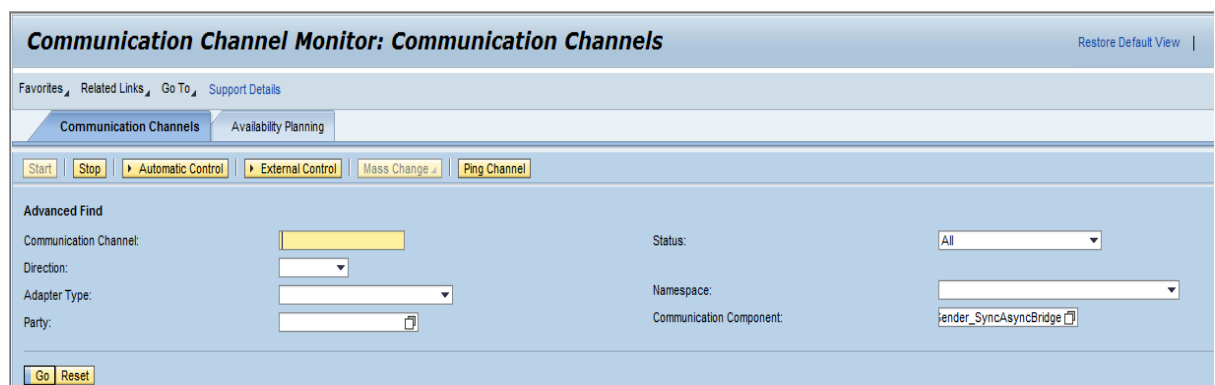 Communication Channel Monitor: Communication Channels
Restore Default View |
Favorites Related Links Go To Support Details
Communication Channels Availability Planning
Start Stop Automatic Control External Control Mass Change Ping Channel
Advanced Find
Communication Channel: Status: All
Direction:
Adapter Type: Namespace:
Party: Communication Component: Sender_SyncAsyncBridge
Go Reset